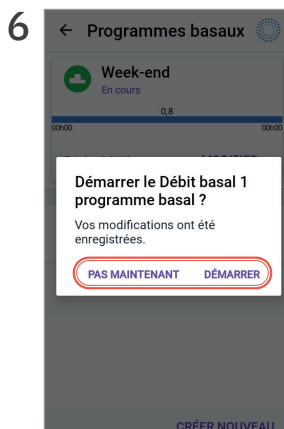 6
Programmes basaux
Week-end
En cours
0,8
00h00 00h00
MODIFIER
Démarrer le Débit basal 1
programme basal ?
Vos modifications ont été
enregistrées.
PAS MAINTENANT DÉMARRER
CRÉER NOUVEAU